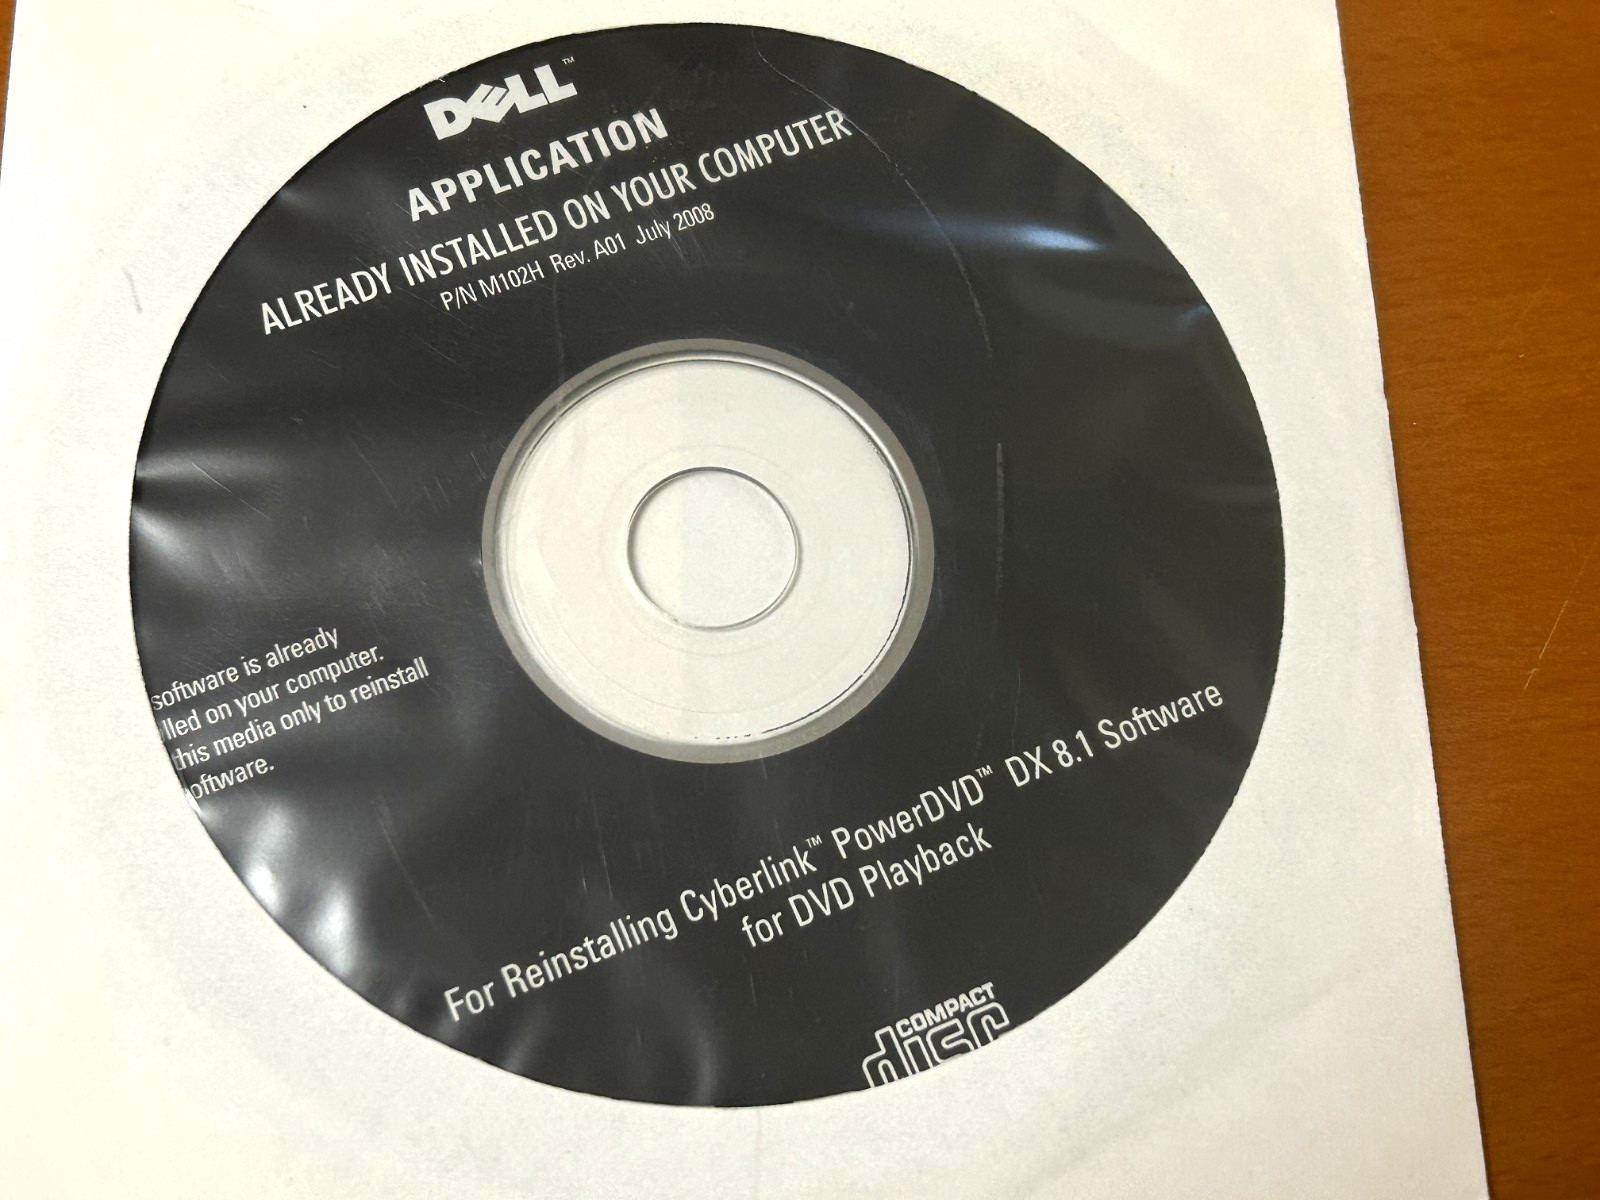 DELL™
APPLICATION
ALREADY INSTALLED ON YOUR COMPUTER
P/N M102H Rev. A01 July 2008
software is already
lled on your computer.
this media only to reinstall
oftware.
For Reinstalling Cyberlink™ PowerDVD™ DX 8.1 Software
for DVD Playback
COMPACT
disc